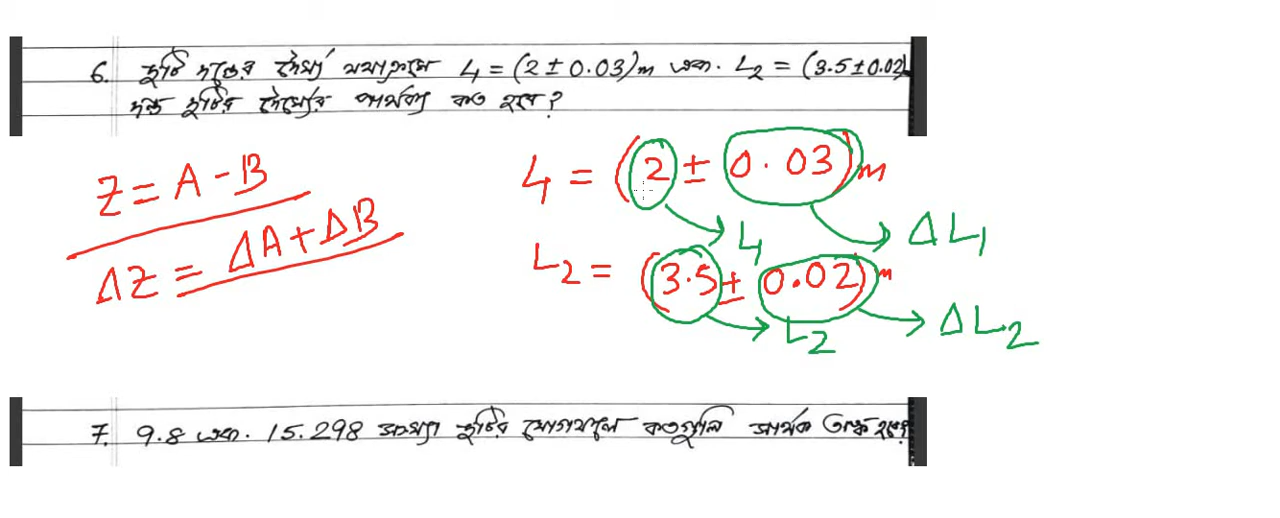 6. দুটি দন্ডের দৈর্ঘ্য যথাক্রমে L₁ = (2 ± 0.03)m এবং L₂ = (3.5 ± 0.02)
দন্ড দুটির দৈর্ঘ্যের পার্থক্য কত হবে?
Z = A - B
ΔZ = ΔA + ΔB
L₁ = (2 ± 0.03)m
L₁ ΔL₁
L₂ = (3.5 ± 0.02)m
L₂ ΔL₂
7. 9.8 এবং 15.298 সংখ্যা দুটির যোগফলে কতগুলি সার্থক অঙ্ক হবে?